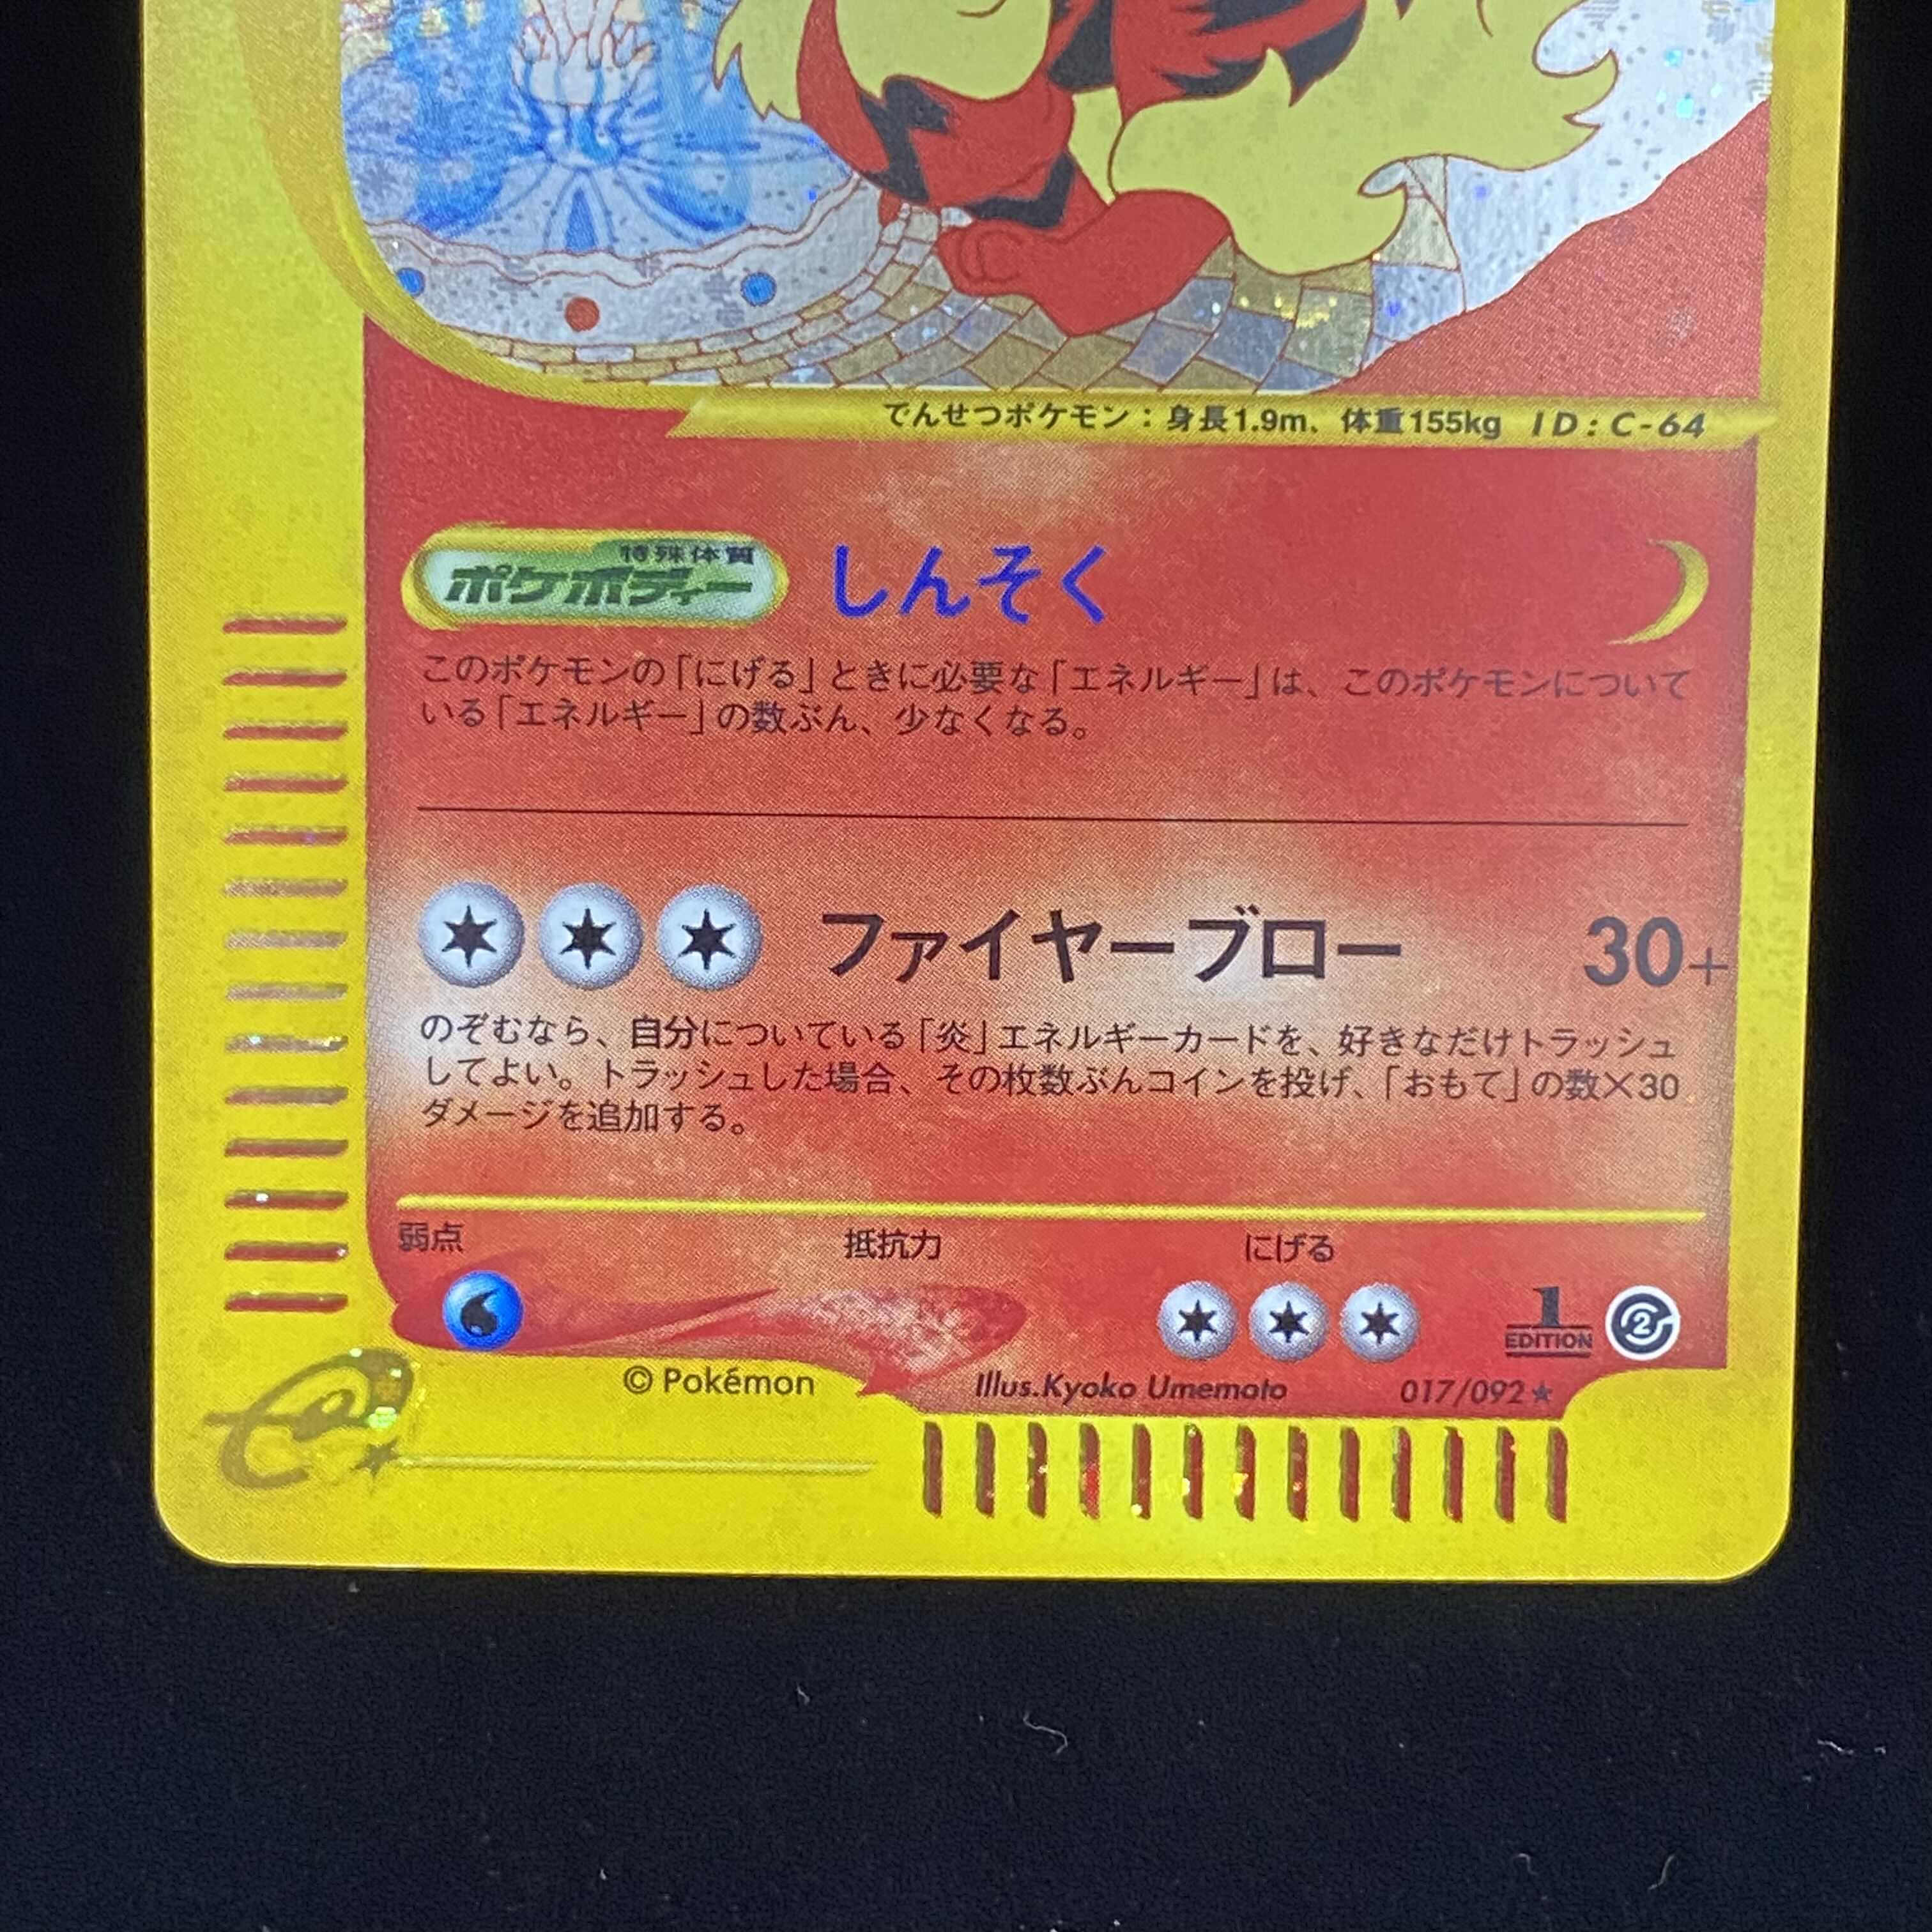 でんせつポケモン：身長1.9m、体重155kg ID:C-64
特殊体質
ポケボディー しんそく
このポケモンの「にげる」ときに必要な「エネルギー」は、このポケモンについて
いる「エネルギー」の数ぶん、少なくなる。
ファイヤーブロー 30+
のぞむなら、自分についている「炎」エネルギーカードを、好きなだけトラッシュ
してよい。トラッシュした場合、その枚数ぶんコインを投げ、「おもて」の数×30
ダメージを追加する。
弱点 抵抗力 にげる
1 EDITION 2
© Pokémon Illus.Kyoko Umemoto 017/092★
e